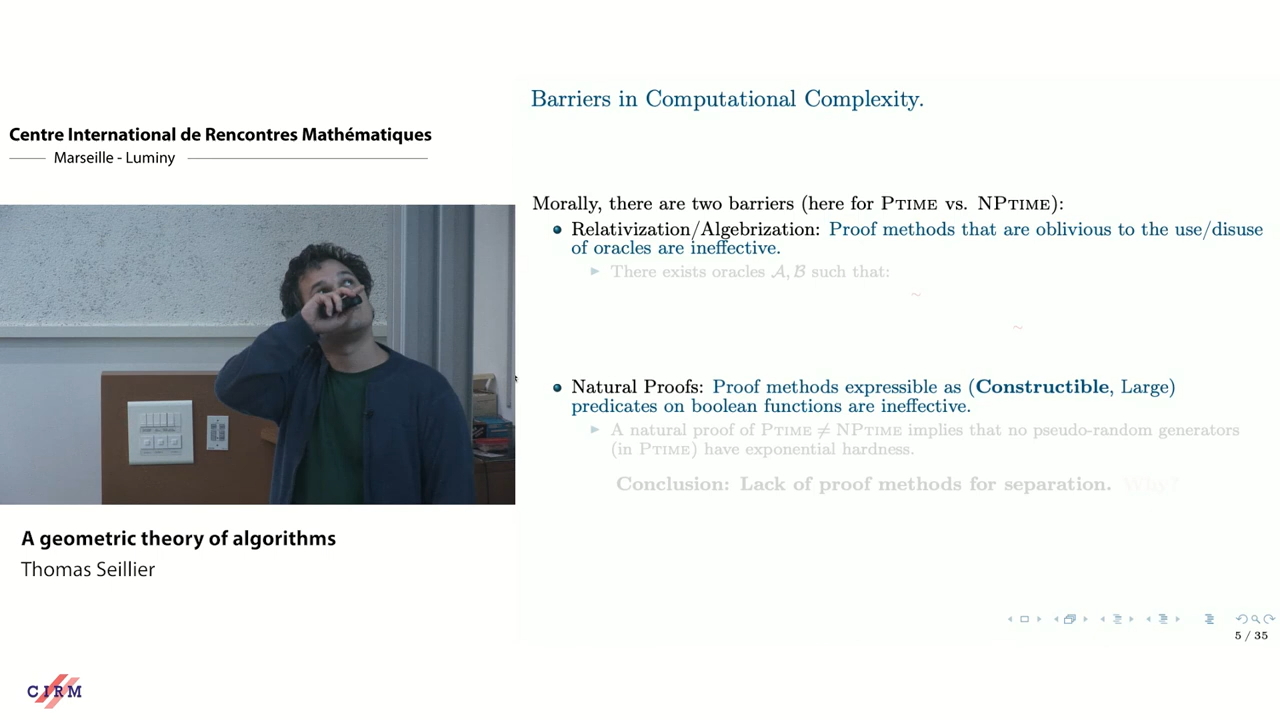 Centre International de Rencontres Mathématiques
Marseille - Luminy
A geometric theory of algorithms
Thomas Seillier
CIRM
Barriers in Computational Complexity.
Morally, there are two barriers (here for PTIME vs. NPTIME):
Relativization/Algebrization: Proof methods that are oblivious to the use/disuse
of oracles are ineffective.
There exists oracles 𝒜, ℬ such that:
~
~
Natural Proofs: Proof methods expressible as (Constructible, Large)
predicates on boolean functions are ineffective.
A natural proof of PTIME ≠ NPTIME implies that no pseudo-random generators
(in PTIME) have exponential hardness.
Conclusion: Lack of proof methods for separation. Why?
5 / 35